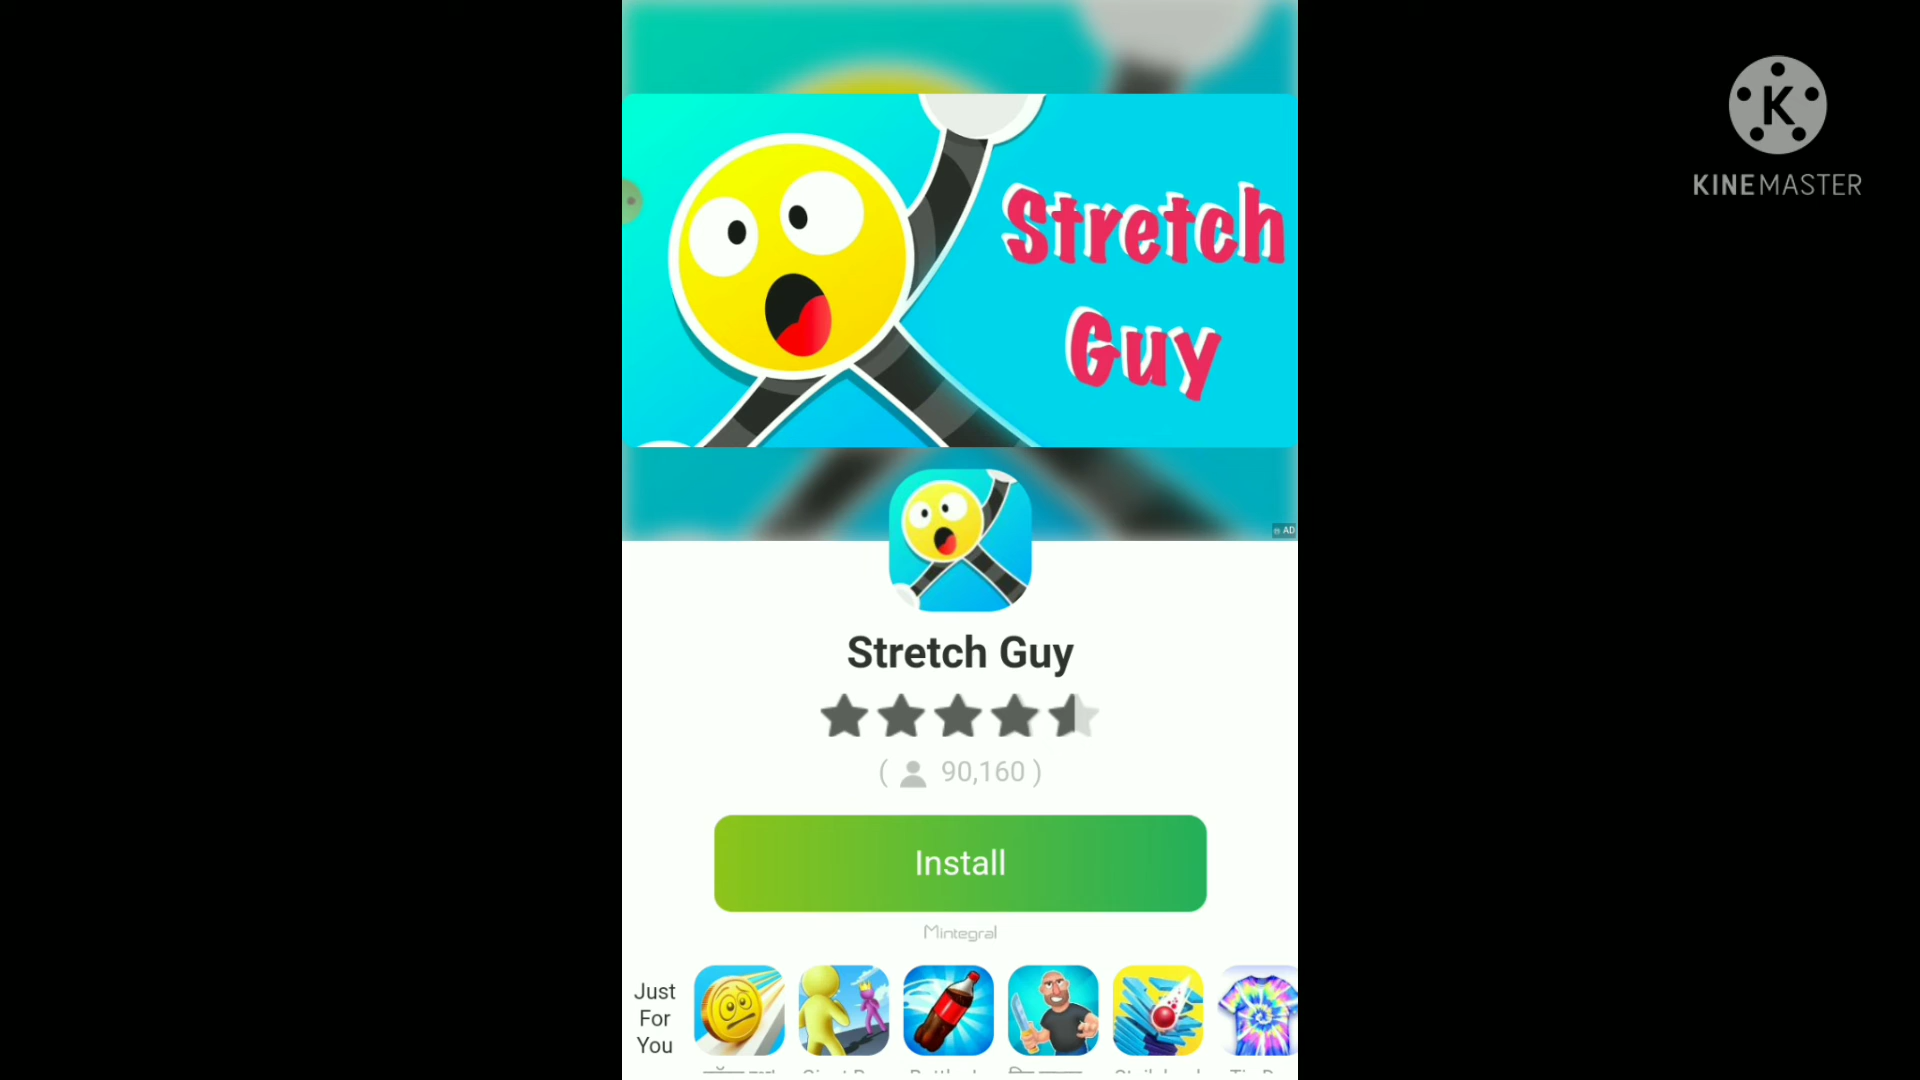 K
KINEMASTER
Stretch
Guy
AD
Stretch Guy
( 90,160 )
Install
Mintegral
Just
For
You